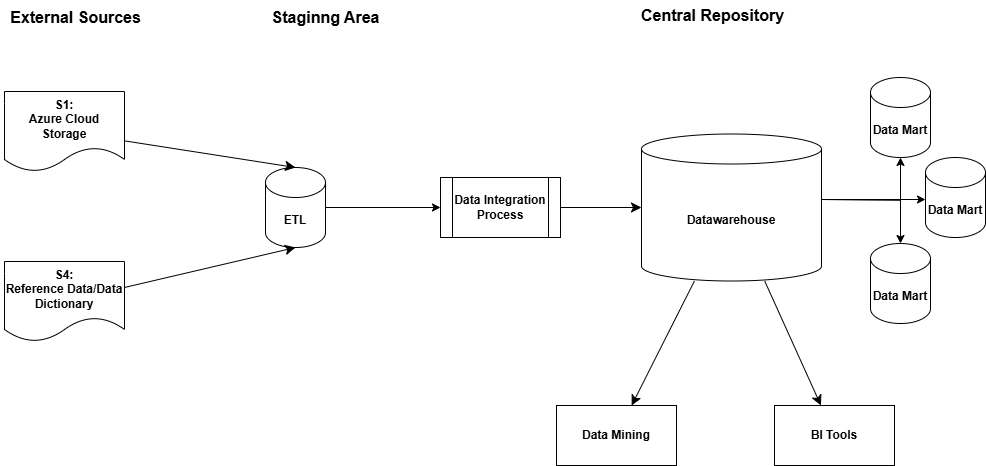 External Sources
Staginng Area
Central Repository
S1:
Azure Cloud
Storage
S4:
Reference Data/Data
Dictionary
ETL
Data Integration
Process
Datawarehouse
Data Mart
Data Mart
Data Mart
Data Mining
BI Tools